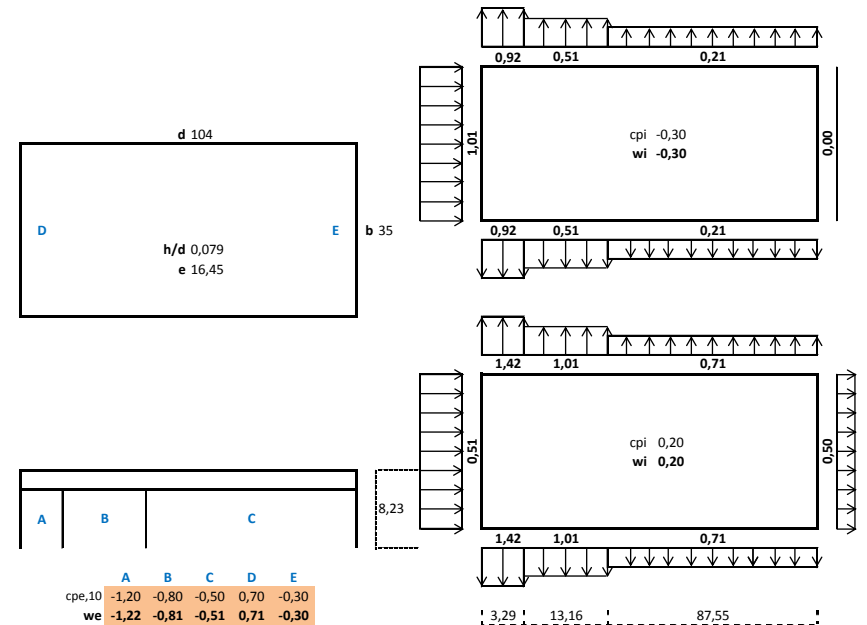 0,92 0,51 0,21
d 104
1,01
cpi -0,30
wi -0,30
0,00
D
E
b 35
h/d 0,079
e 16,45
0,92 0,51 0,21
1,42 1,01 0,71
0,51
cpi 0,20
wi 0,20
0,50
8,23
A B C
1,42 1,01 0,71
A B C D E
cpe,10 -1,20 -0,80 -0,50 0,70 -0,30
we -1,22 -0,81 -0,51 0,71 -0,30
3,29 13,16 87,55